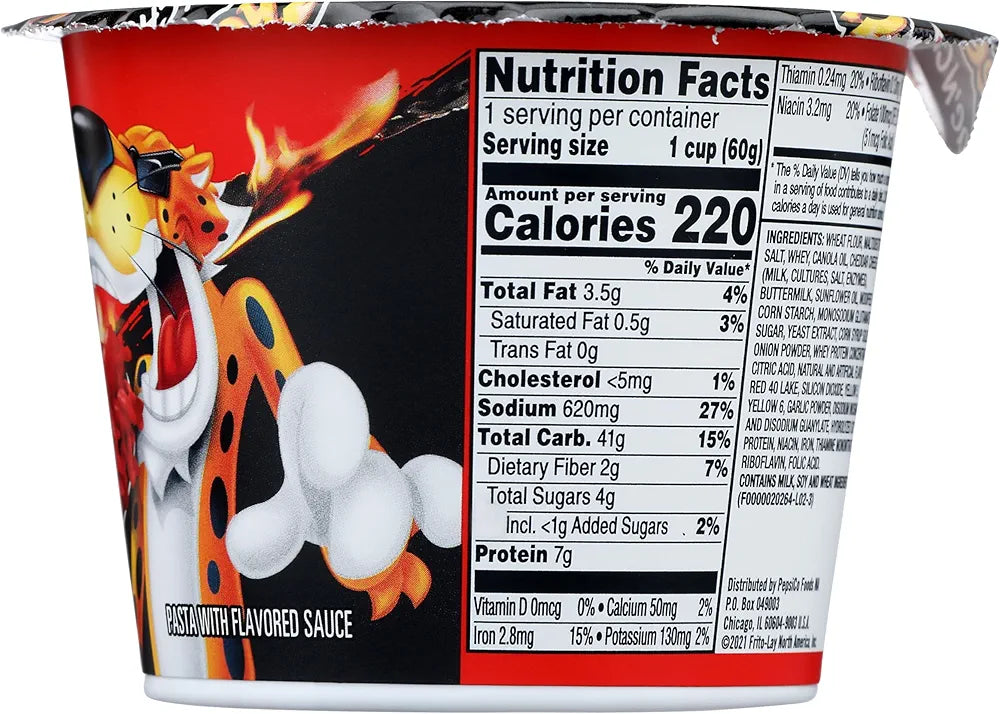 PASTA WITH FLAVORED SAUCE
Nutrition Facts
1 serving per container
Serving size 1 cup (60g)
Amount per serving
Calories 220
% Daily Value*
Total Fat 3.5g 4%
Saturated Fat 0.5g 3%
Trans Fat 0g
Cholesterol <5mg 1%
Sodium 620mg 27%
Total Carb. 41g 15%
Dietary Fiber 2g 7%
Total Sugars 4g
Incl. <1g Added Sugars 2%
Protein 7g
Vitamin D 0mcg 0% • Calcium 50mg 2%
Iron 2.8mg 15% • Potassium 130mg 2%
Thiamin 0.24mg 20% • Riboflavin
Niacin 3.2mg 20% • Folate
(51mcg
* The % Daily Value (DV) tells you how much
in a serving of food contributes to a daily
calories a day is used for general nutrition
INGREDIENTS: WHEAT FLOUR,
SALT, WHEY, CANOLA OIL, CHEDDAR
(MILK, CULTURES, SALT, ENZYMES),
BUTTERMILK, SUNFLOWER OIL,
CORN STARCH, MONOSODIUM
SUGAR, YEAST EXTRACT, CORN SYRUP
ONION POWDER, WHEY PROTEIN
CITRIC ACID, NATURAL AND ARTIFICIAL
RED 40 LAKE, SILICON DIOXIDE, YELLOW
YELLOW 6, GARLIC POWDER, DISODIUM
AND DISODIUM GUANYLATE, HYDROLYZED
PROTEIN, NIACIN, IRON, THIAMINE
RIBOFLAVIN, FOLIC ACID.
CONTAINS MILK, SOY AND WHEAT
(F0000020264-L02-3)
Distributed by PepsiCo Foods
P.O. Box 049003
Chicago, IL 60604-9003 U.S.A.
©2021 Frito-Lay North America, Inc.